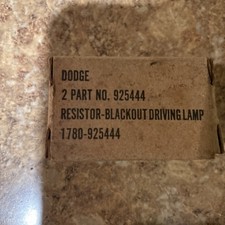 DODGE
2 PART NO. 925444
RESISTOR-BLACKOUT DRIVING LAMP
1780-925444